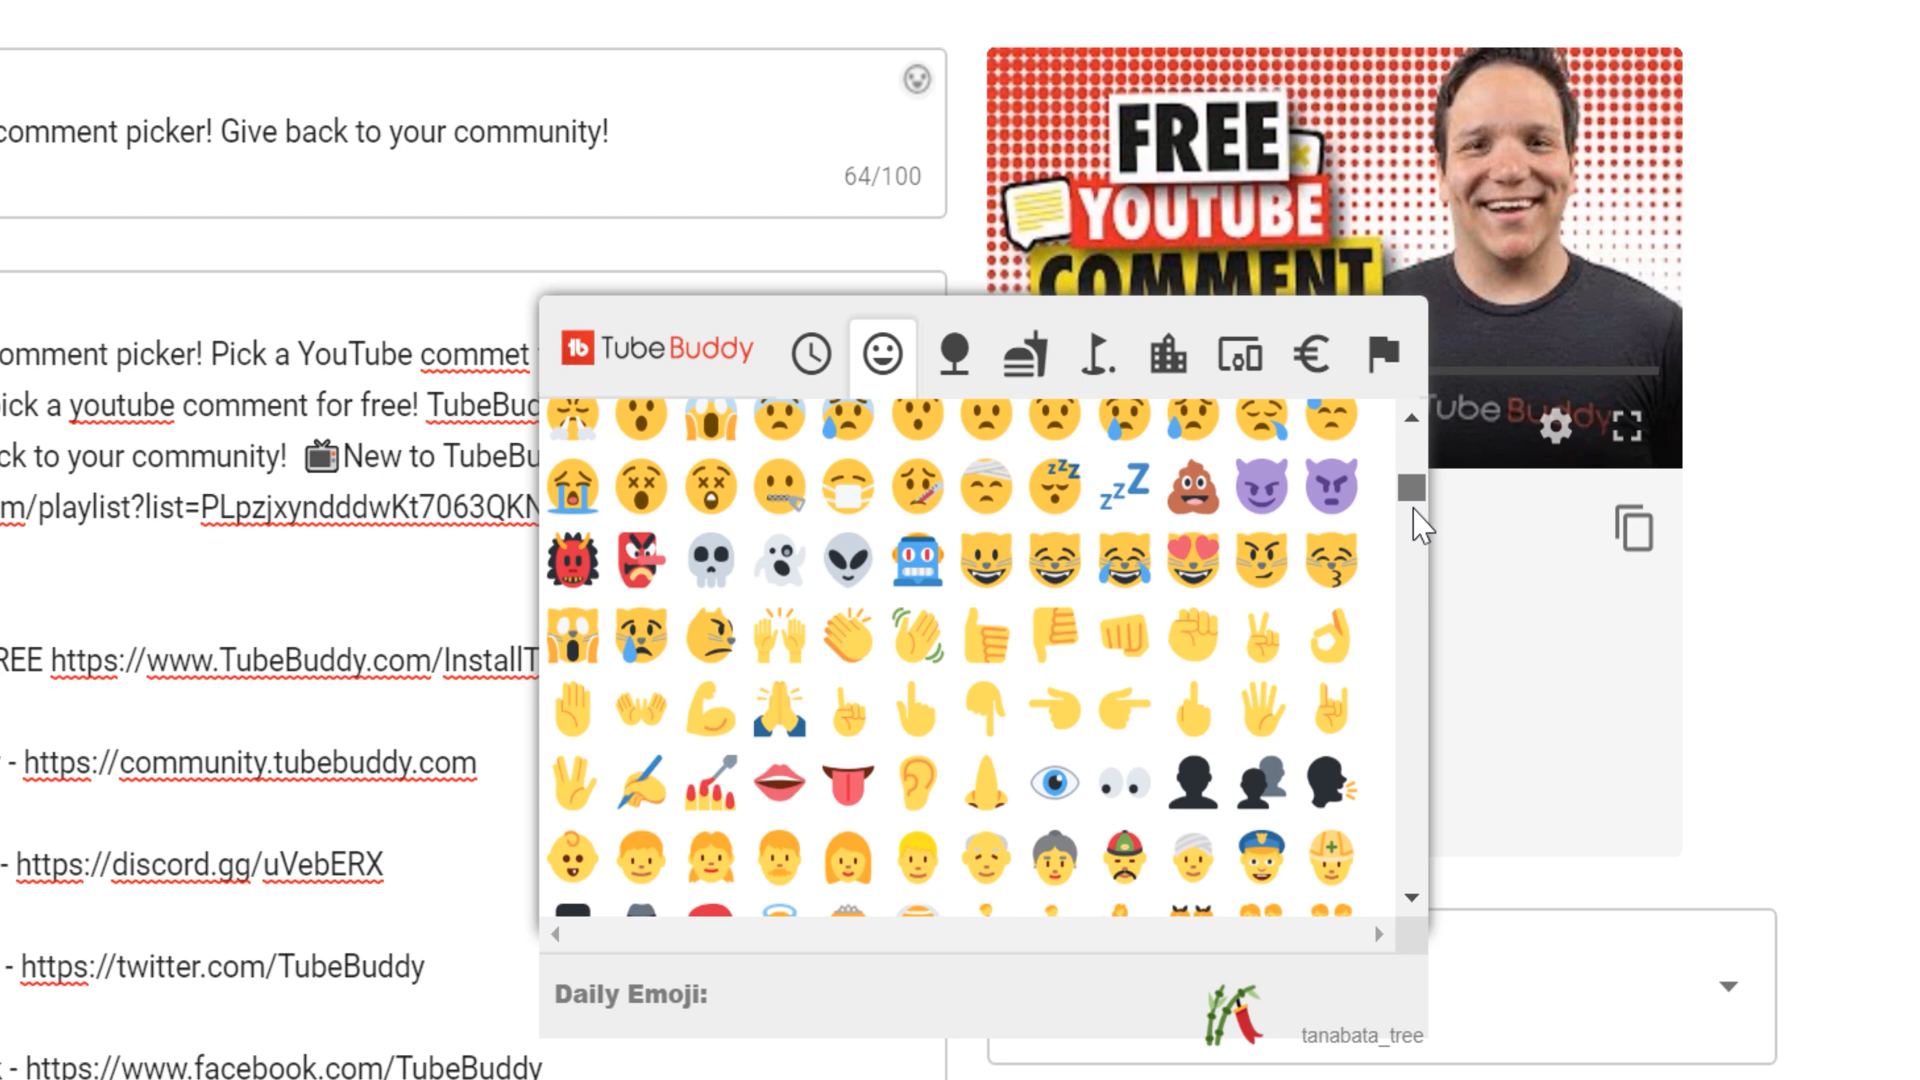 comment picker! Give back to your community!
64/100
FREE
YOUTUBE
COMMENT
TubeBuddy
omment picker! Pick a YouTube commet
ick a youtube comment for free! TubeBud
ck to your community! New to TubeBu
m/playlist?list=PLpzjxyndddwKt7063QKN
REE https://www.TubeBuddy.com/InstallT
- https://community.tubebuddy.com
- https://discord.gg/uVebERX
- https://twitter.com/TubeBuddy
- https://www.facebook.com/TubeBuddy
TubeBuddy
Daily Emoji:
tanabata_tree